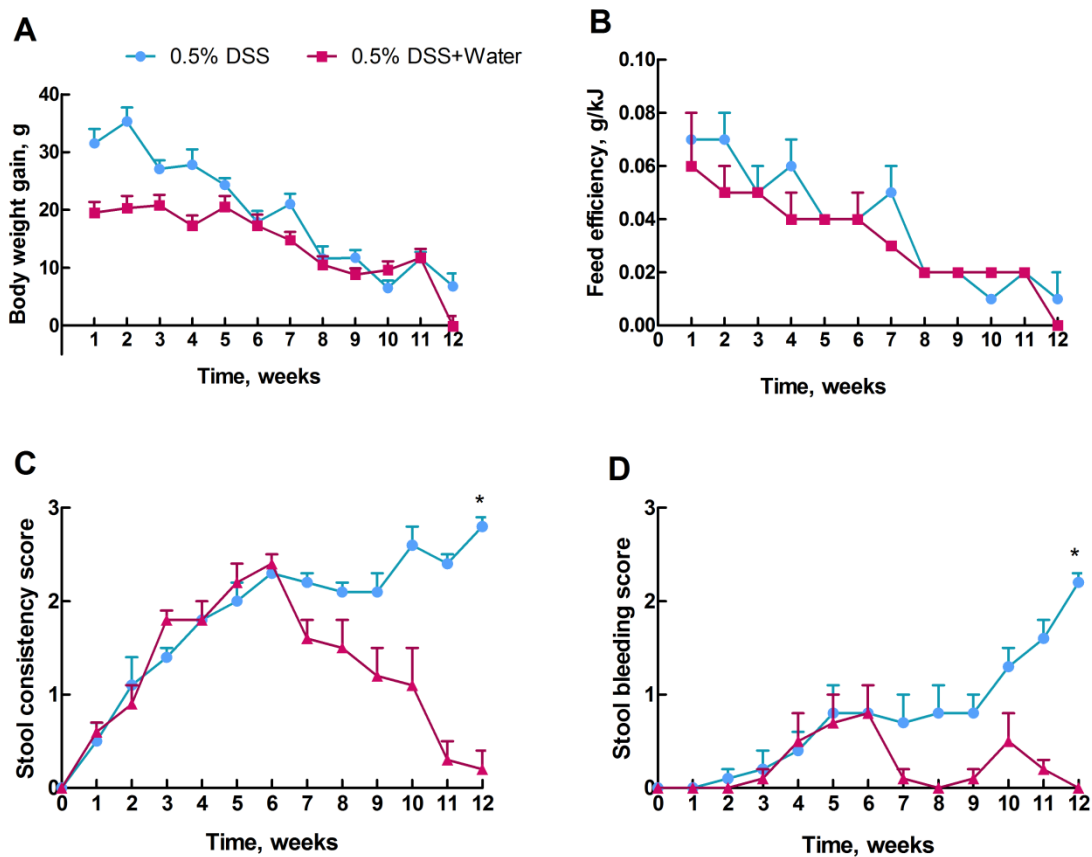 A
0.5% DSS
0.5% DSS+Water
Body weight gain, g
40
30
20
10
0
1 2 3 4 5 6 7 8 9 10 11 12
Time, weeks
B
Feed efficiency, g/kJ
0.10
0.08
0.06
0.04
0.02
0.00
0 1 2 3 4 5 6 7 8 9 10 11 12
Time, weeks
C
Stool consistency score
3
2
1
0
*
0 1 2 3 4 5 6 7 8 9 10 11 12
Time, weeks
D
Stool bleeding score
3
2
1
0
*
0 1 2 3 4 5 6 7 8 9 10 11 12
Time, weeks